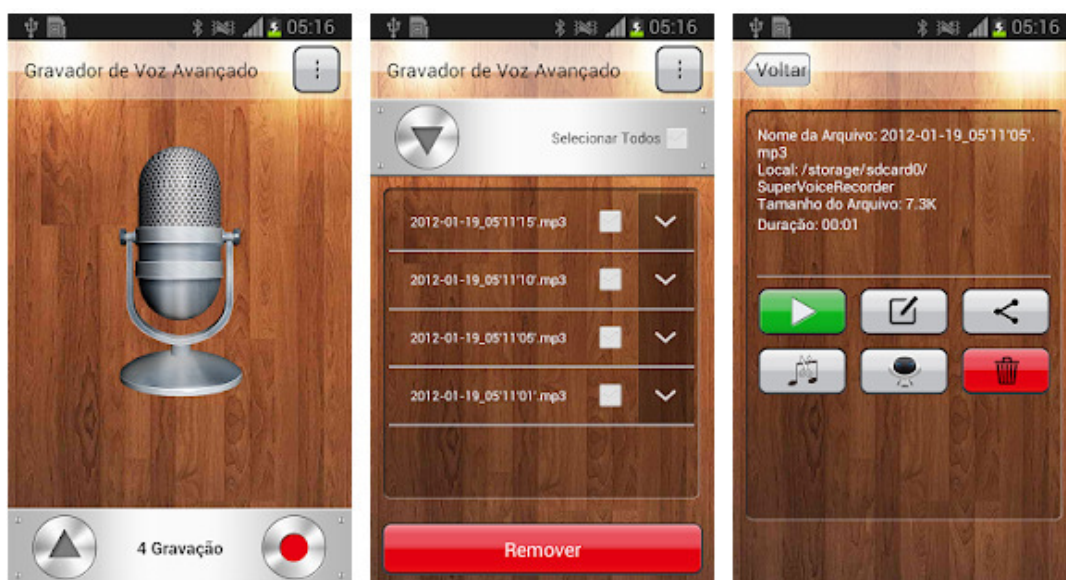 05:16
Gravador de Voz Avançado
4 Gravação
05:16
Gravador de Voz Avançado
Selecionar Todos
2012-01-19_05'11'15'.mp3
2012-01-19_05'11'10'.mp3
2012-01-19_05'11'05'.mp3
2012-01-19_05'11'01'.mp3
Remover
05:16
Voltar
Nome da Arquivo: 2012-01-19_05'11'05'.
mp3
Local: /storage/sdcard0/
SuperVoiceRecorder
Tamanho do Arquivo: 7.3K
Duração: 00:01